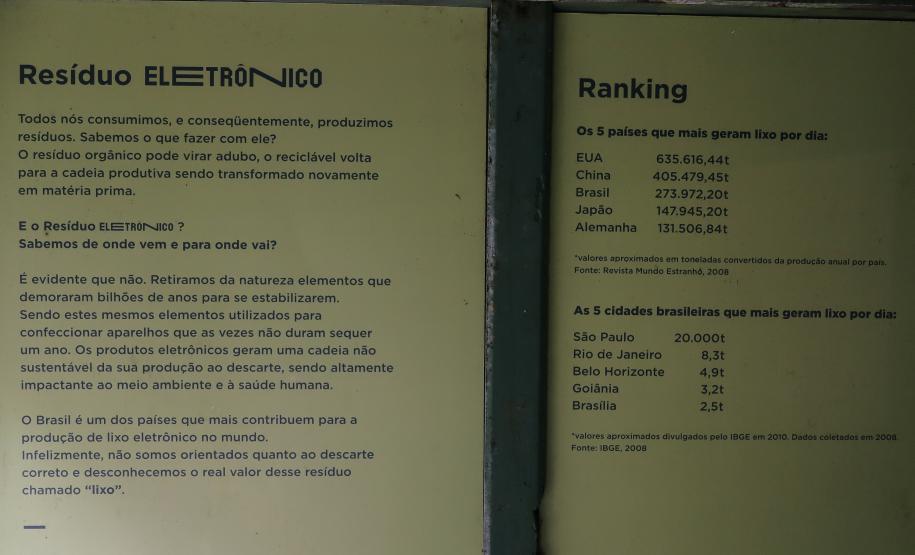 Resíduo ELETRÔNICO
Todos nós consumimos, e conseqüentemente, produzimos
resíduos. Sabemos o que fazer com ele?
O resíduo orgânico pode virar adubo, o reciclável volta
para a cadeia produtiva sendo transformado novamente
em matéria prima.
E o Resíduo ELETRÔNICO ?
Sabemos de onde vem e para onde vai?
É evidente que não. Retiramos da natureza elementos que
demoraram bilhões de anos para se estabilizarem.
Sendo estes mesmos elementos utilizados para
confeccionar aparelhos que as vezes não duram sequer
um ano. Os produtos eletrônicos geram uma cadeia não
sustentável da sua produção ao descarte, sendo altamente
impactante ao meio ambiente e à saúde humana.
O Brasil é um dos países que mais contribuem para a
produção de lixo eletrônico no mundo.
Infelizmente, não somos orientados quanto ao descarte
correto e desconhecemos o real valor desse resíduo
chamado “lixo”.
Ranking
Os 5 países que mais geram lixo por dia:
EUA 635.616,44t
China 405.479,45t
Brasil 273.972,20t
Japão 147.945,20t
Alemanha 131.506,84t
*valores aproximados em toneladas convertidos da produção anual por país.
Fonte: Revista Mundo Estranhô, 2008
As 5 cidades brasileiras que mais geram lixo por dia:
São Paulo 20.000t
Rio de Janeiro 8,3t
Belo Horizonte 4,9t
Goiânia 3,2t
Brasília 2,5t
*valores aproximados divulgados pelo IBGE em 2010. Dados coletados em 2008.
Fonte: IBGE, 2008